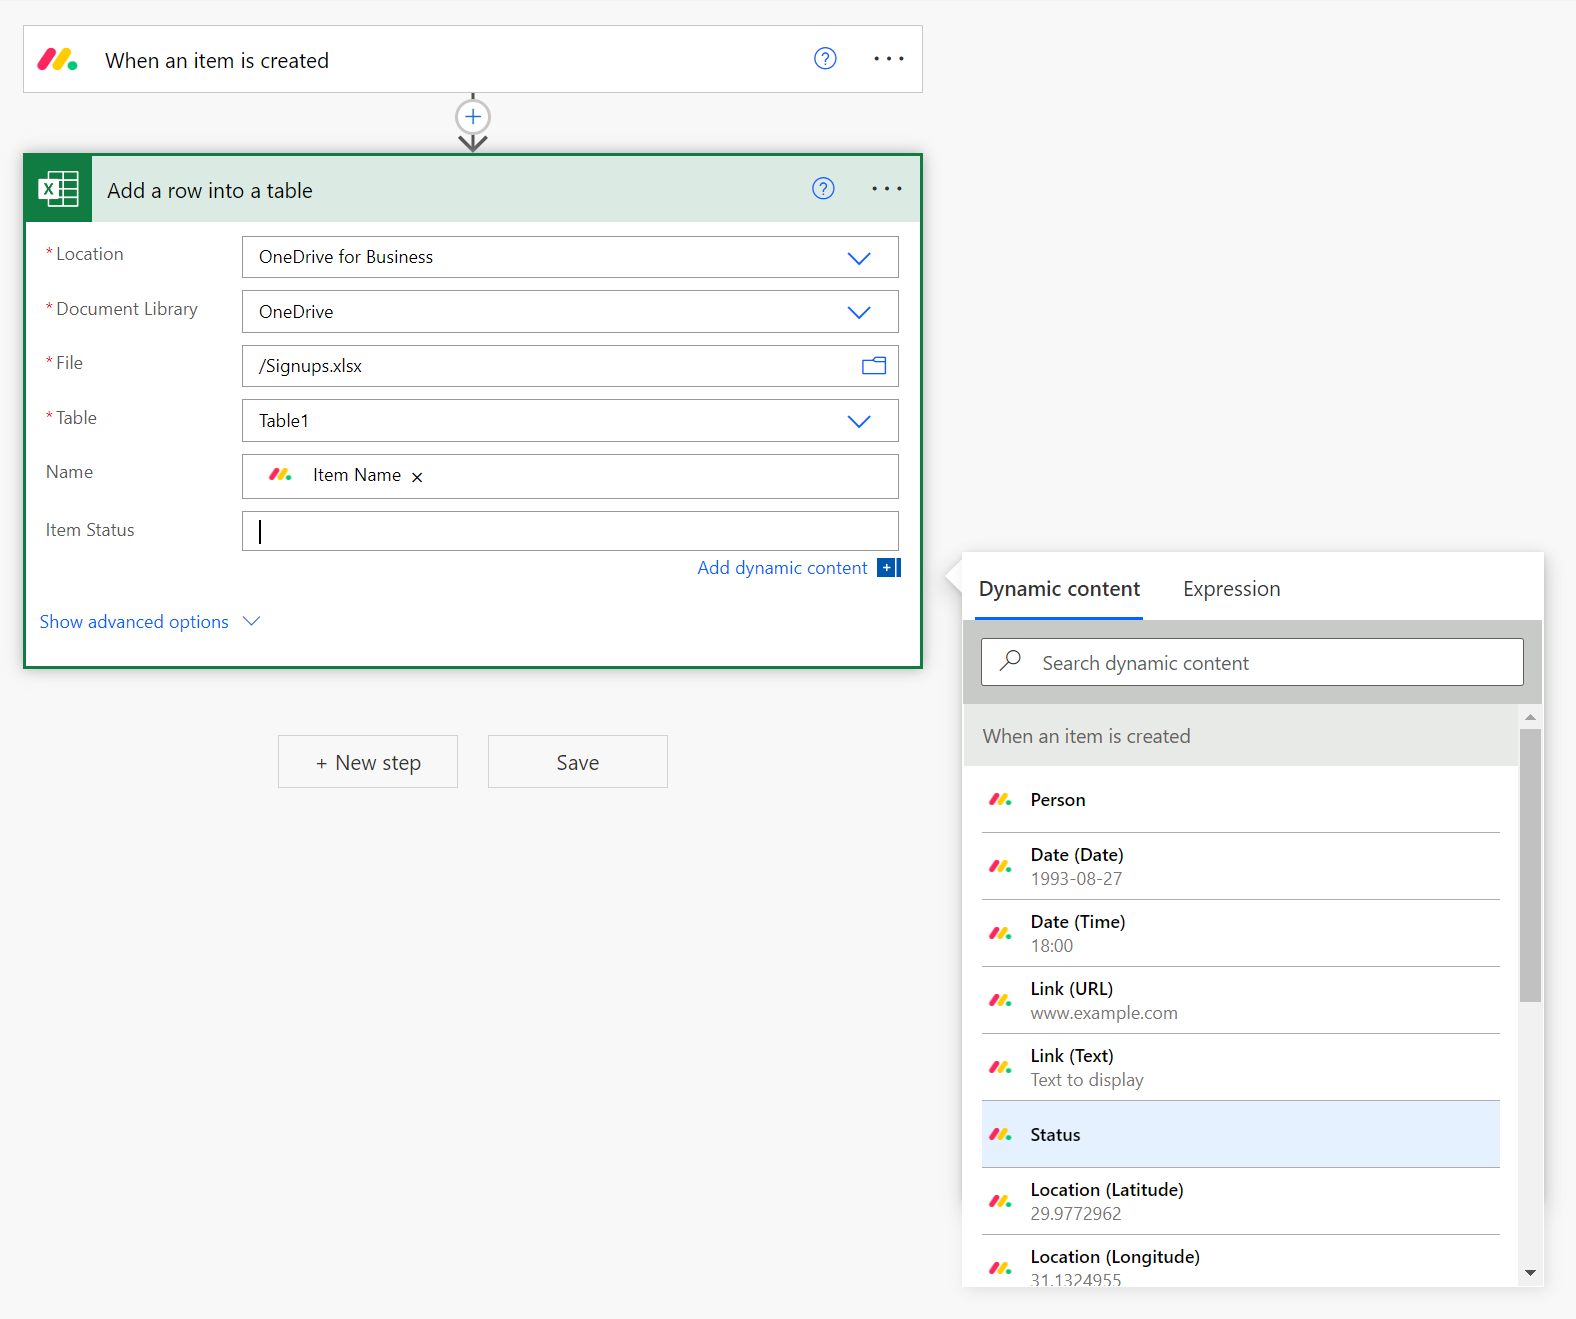 When an item is created
Add a row into a table
* Location
OneDrive for Business
* Document Library
OneDrive
* File
/Signups.xlsx
* Table
Table1
Name
Item Name ×
Item Status
Add dynamic content
Show advanced options
+ New step
Save
Dynamic content
Expression
Search dynamic content
When an item is created
Person
Date (Date)
1993-08-27
Date (Time)
18:00
Link (URL)
www.example.com
Link (Text)
Text to display
Status
Location (Latitude)
29.9772962
Location (Longitude)
31.1324955